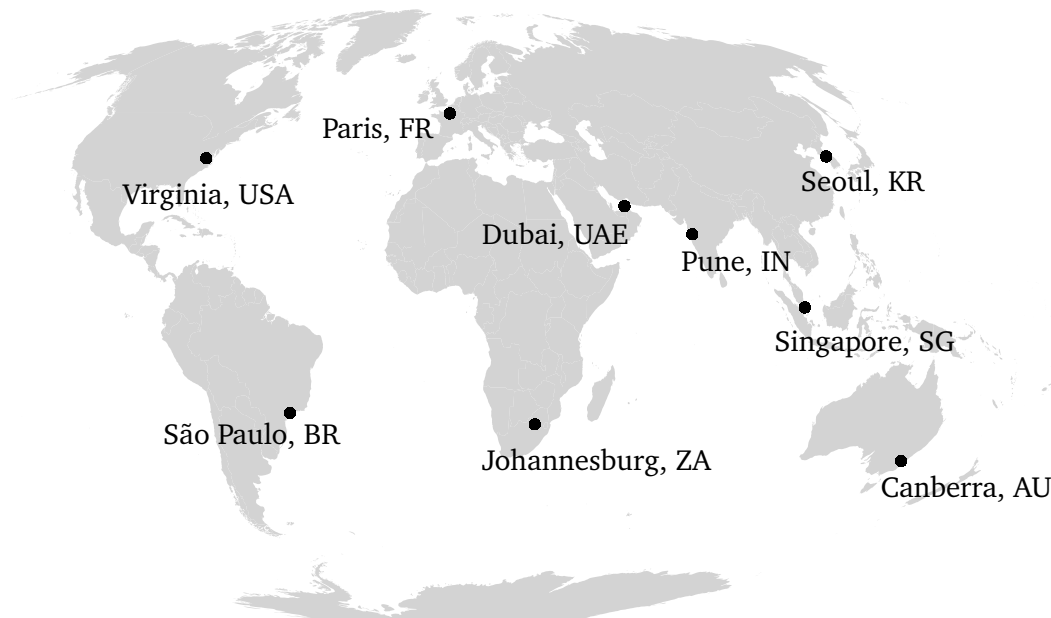 Paris, FR
Virginia, USA
Seoul, KR
Dubai, UAE
Pune, IN
Singapore, SG
São Paulo, BR
Johannesburg, ZA
Canberra, AU